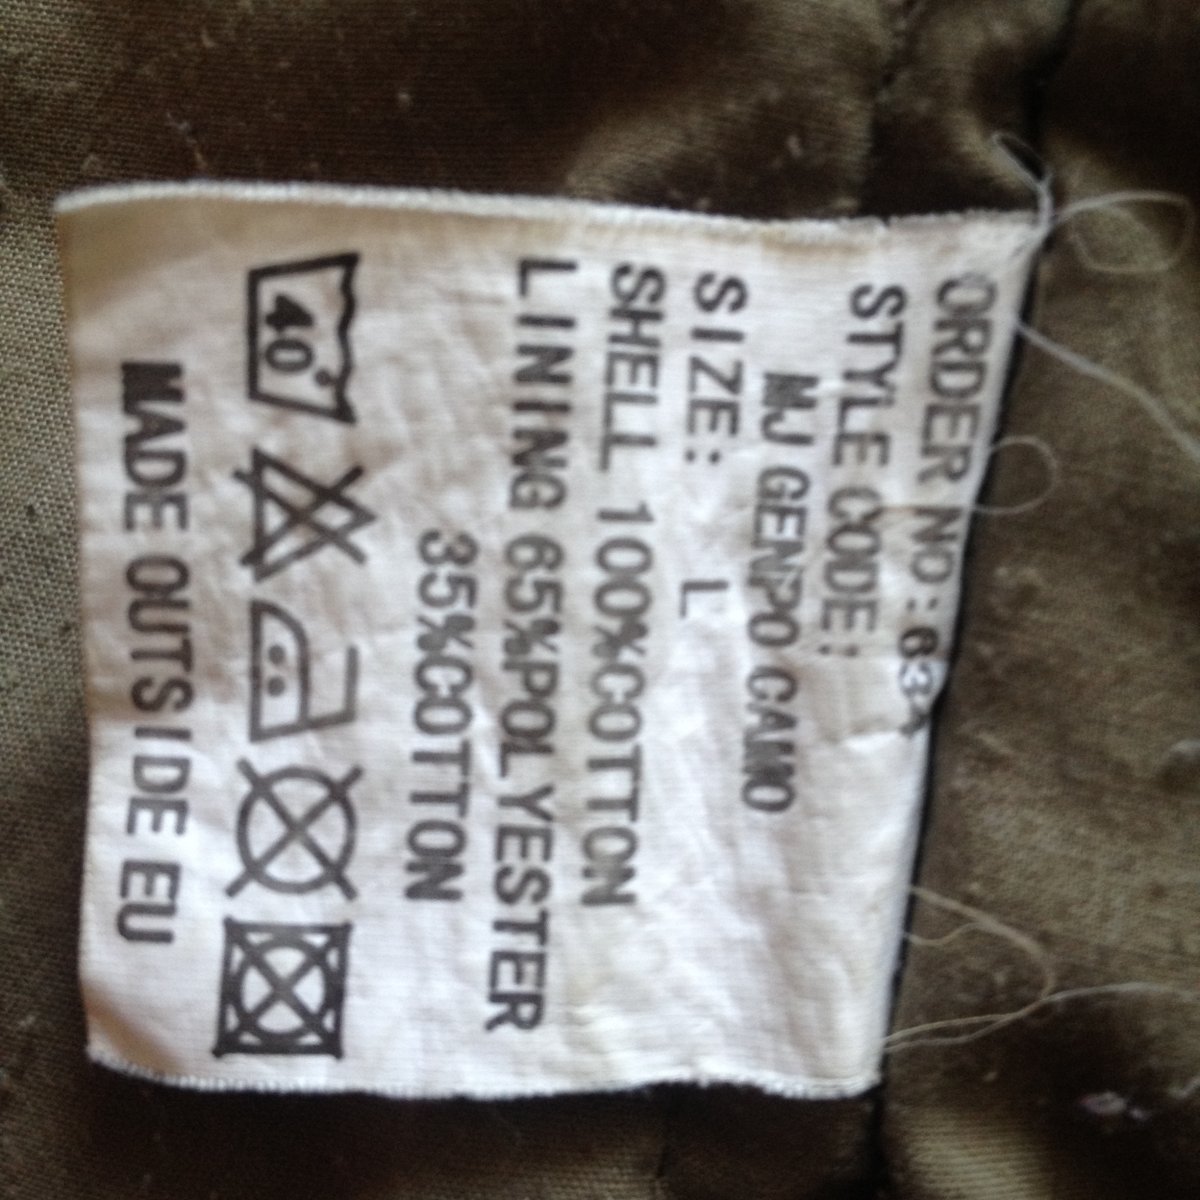 ORDER NO:
STYLE CODE:
MJ GENPO CAMO
SIZE: L
SHELL 100%COTTON
LINING 65%POLYESTER
35%COTTON
40°
MADE OUTSIDE EU